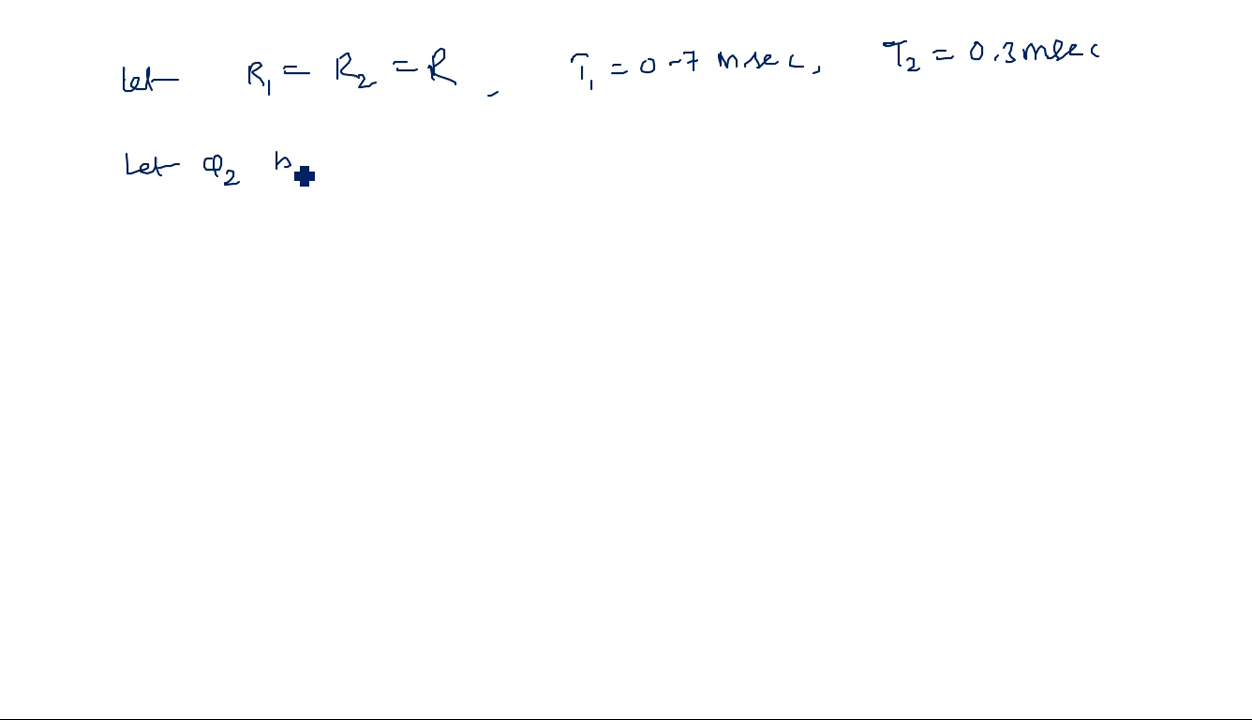 Let R₁ = R₂ = R, T₁ = 0.7 msec, T₂ = 0.3 msec
Let Q₂ b